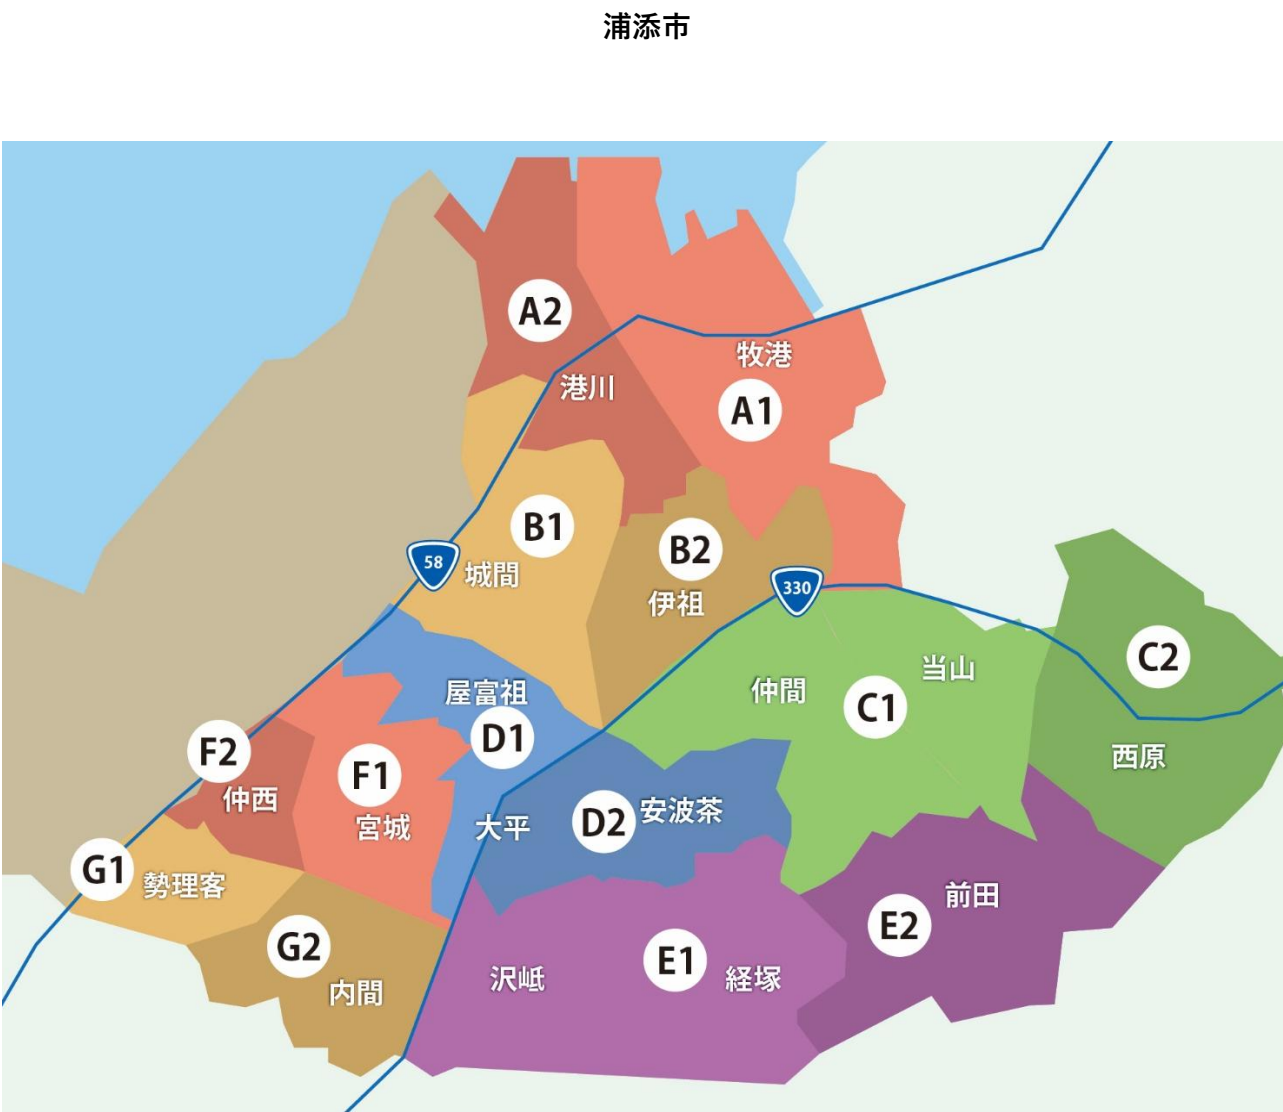 浦添市
A2
牧港
港川
A1
B1
B2
58
城間
330
伊祖
C2
当山
屋富祖
仲間
C1
D1
西原
F2
F1
仲西
宮城
大平
D2
安波茶
G1
勢理客
前田
E2
G2
E1
沢岻
経塚
内間